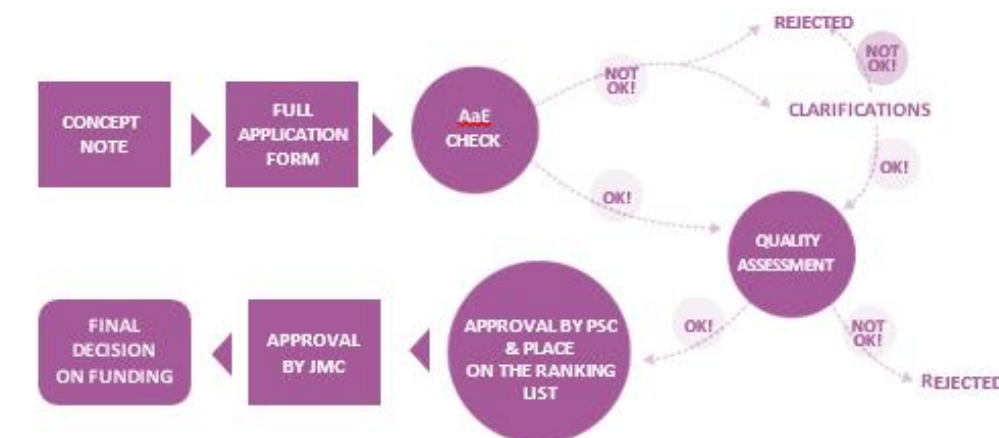 CONCEPT
NOTE
FULL
APPLICATION
FORM
AaE
CHECK
NOT
OK!
REJECTED
NOT
OK!
CLARIFICATIONS
OK!
OK!
QUALITY
ASSESSMENT
NOT
OK!
REJECTED
OK!
APPROVAL BY PSC
& PLACE
ON THE RANKING
LIST
APPROVAL
BY JMC
FINAL
DECISION
ON FUNDING